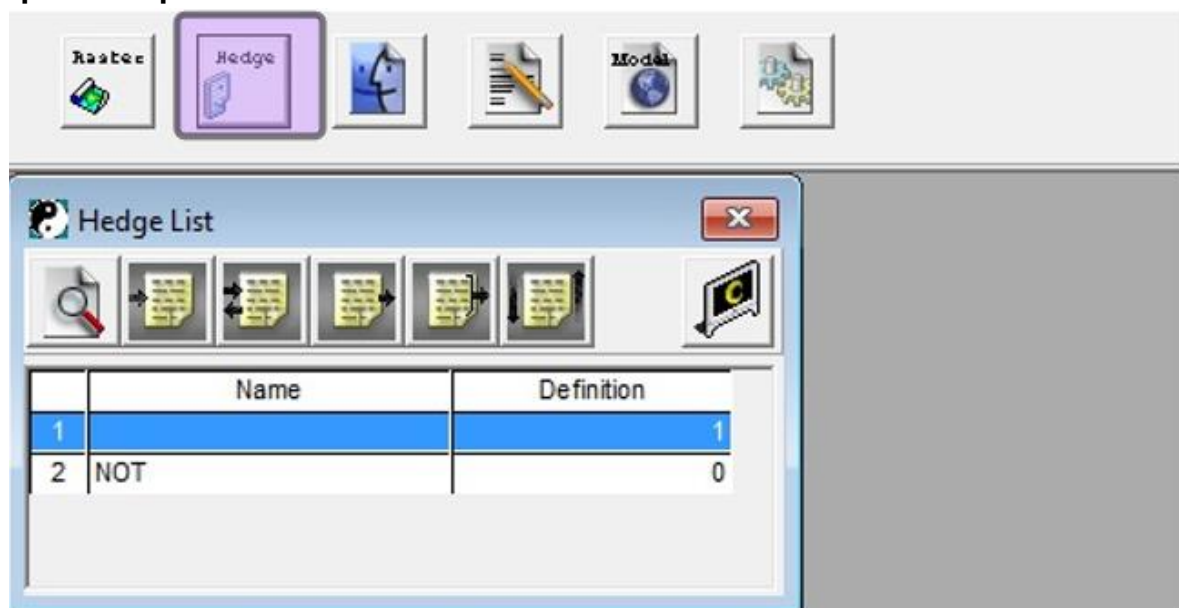 Raster
Hedge
Model
Hedge List
C
Name Definition
1 1
2 NOT 0